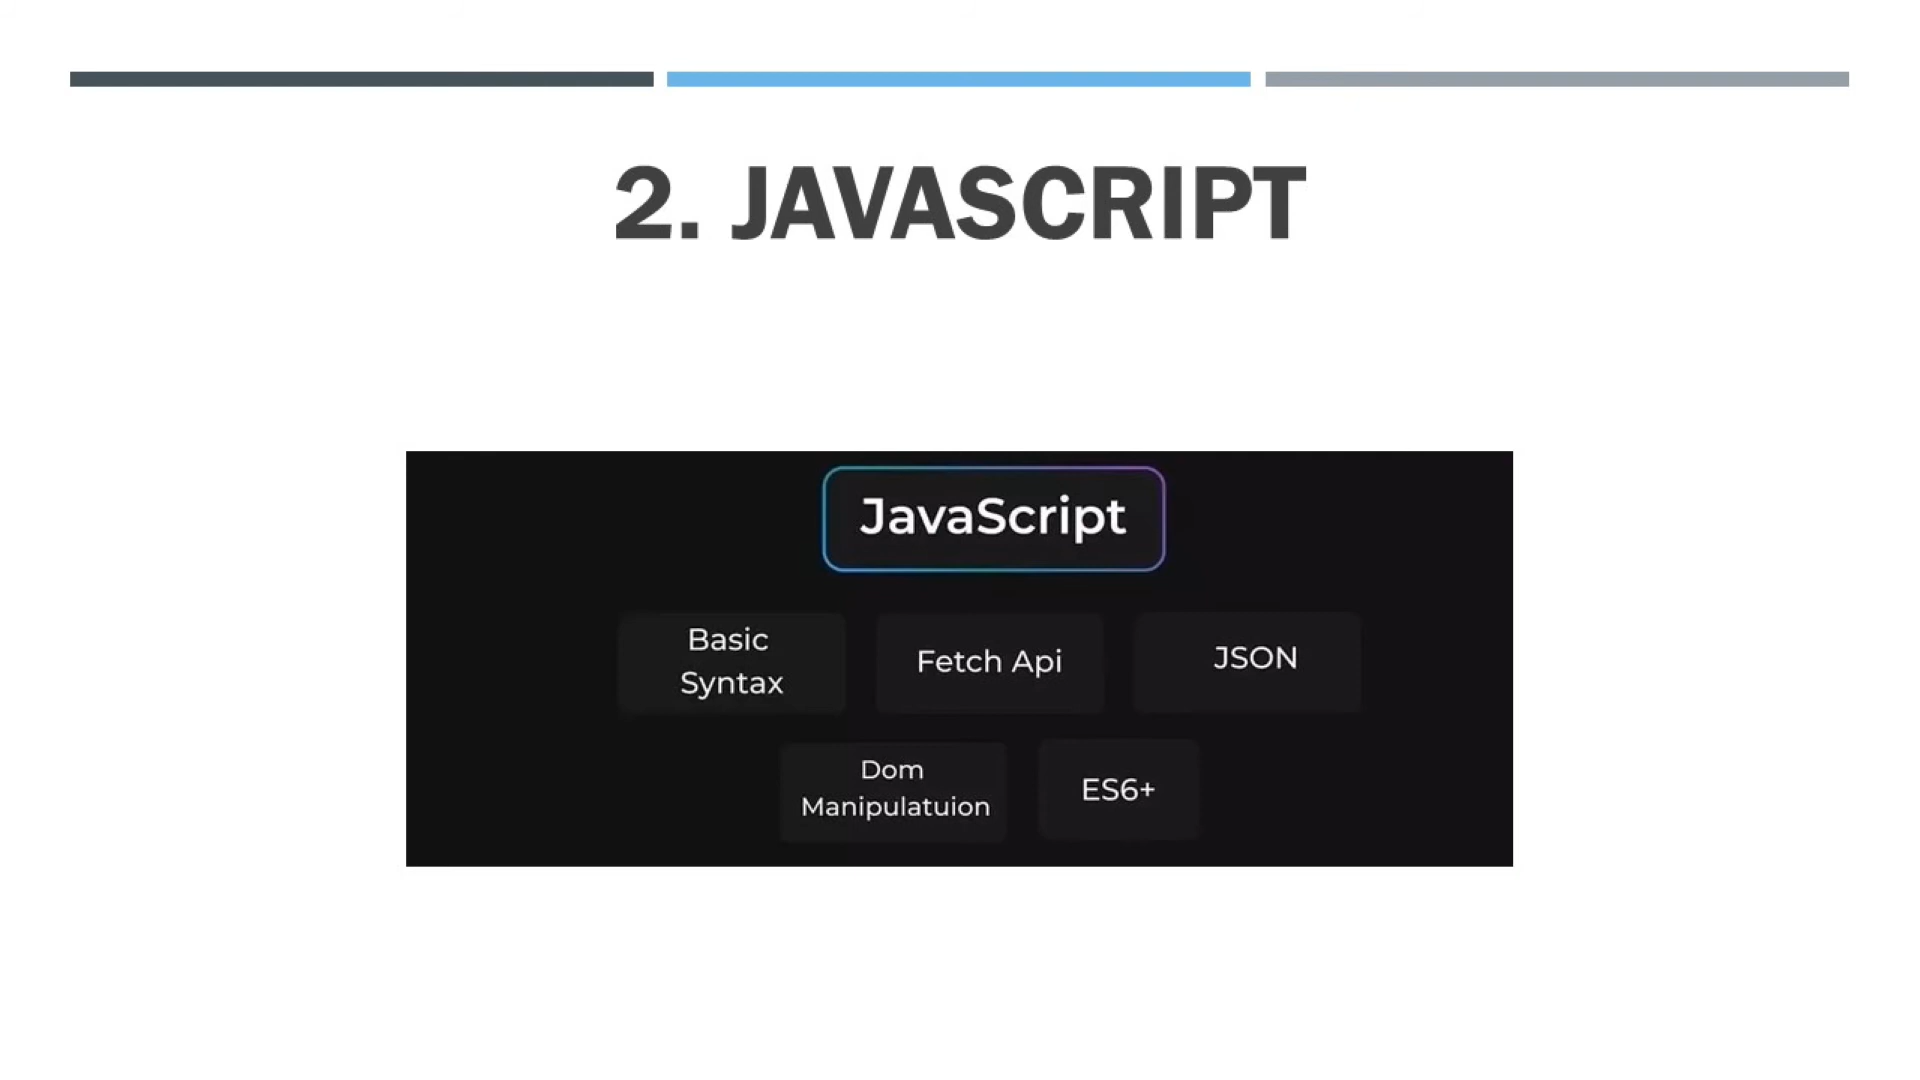 2. JAVASCRIPT
JavaScript
Basic
Syntax
Fetch Api
JSON
Dom
Manipulatuion
ES6+